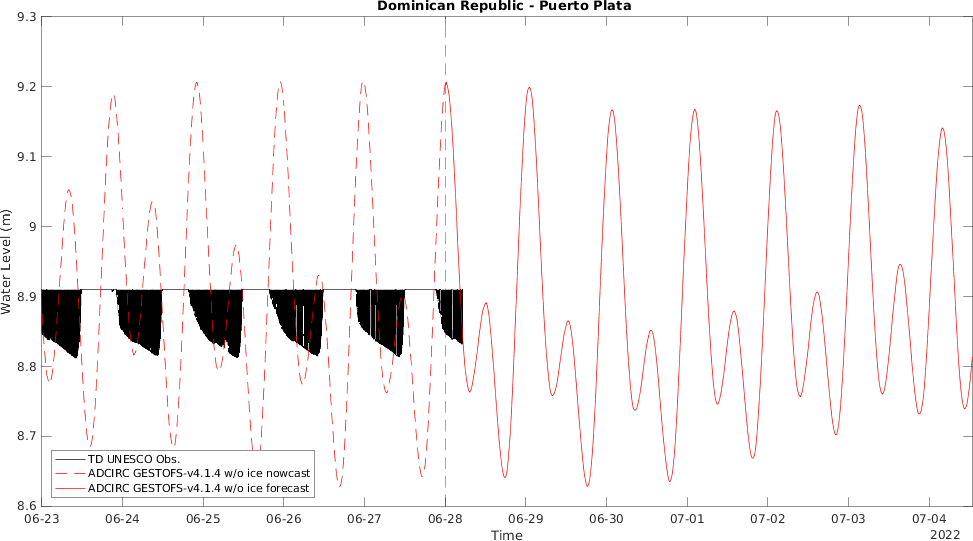 Dominican Republic - Puerto Plata
Water Level (m)
9.3
9.2
9.1
9
8.9
8.8
8.7
8.6
TD UNESCO Obs.
ADCIRC GESTOFS-v4.1.4 w/o ice nowcast
ADCIRC GESTOFS-v4.1.4 w/o ice forecast
06-23 06-24 06-25 06-26 06-27 06-28 06-29 06-30 07-01 07-02 07-03 07-04
Time
2022